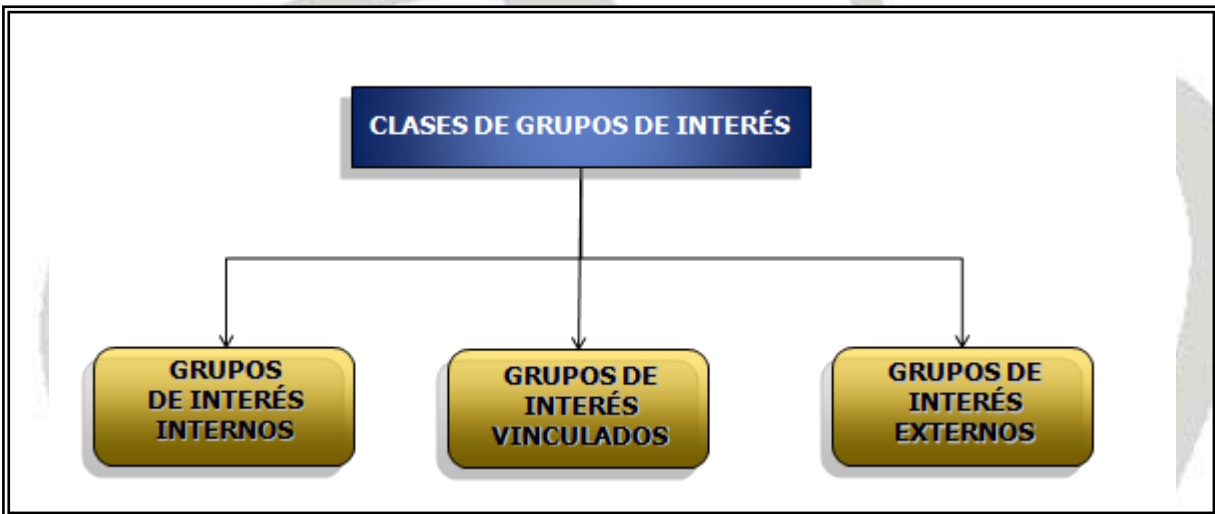 CLASES DE GRUPOS DE INTERÉS
GRUPOS
DE INTERÉS
INTERNOS
GRUPOS DE
INTERÉS
VINCULADOS
GRUPOS DE
INTERÉS
EXTERNOS